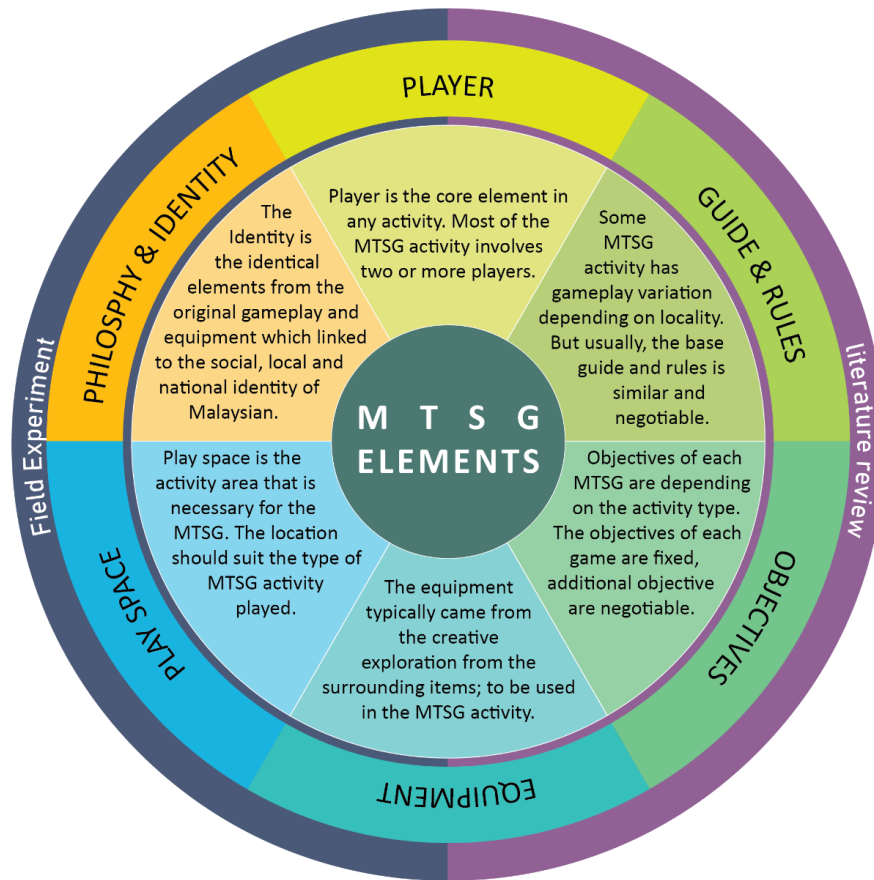 PLAYER
Player is the core element in
any activity. Most of the
MTSG activity involves
two or more players.
GUIDE & RULES
Some
MTSG
activity has
gameplay variation
depending on locality.
But usually, the base
guide and rules is
similar and
negotiable.
OBJECTIVES
Objectives of each
MTSG are depending
on the activity type.
The objectives of each
game are fixed,
additional objective
are negotiable.
EQUIPMENT
The equipment
typically came from
the creative
exploration from the
surrounding items; to be used
in the MTSG activity.
PLAY SPACE
Play space is the
activity area that is
necessary for the
MTSG. The location
should suit the type of
MTSG activity
played.
PHILOSPHY & IDENTITY
The
Identity is
the identical
elements from the
original gameplay and
equipment which linked
to the social, local and
national identity of
Malaysian.
MTSG
ELEMENTS
Field Experiment
literature review